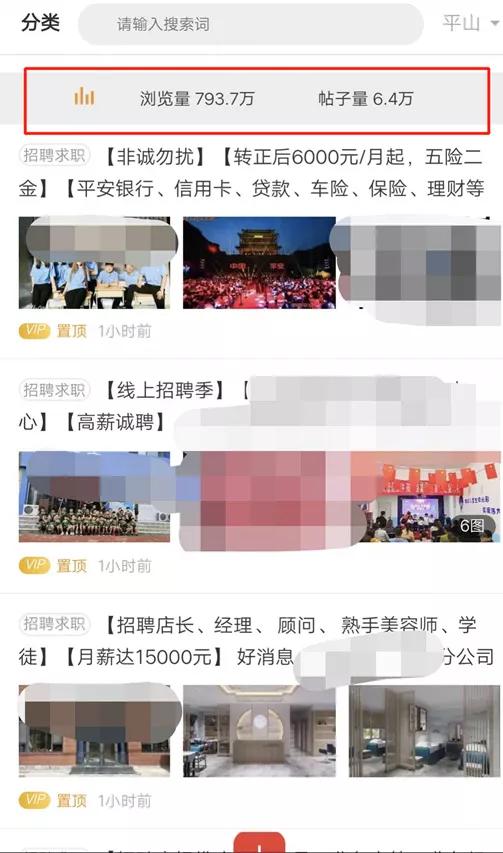 分类
请输入搜索词
平山
浏览量 793.7万
帖子量 6.4万
招聘求职
【非诚勿扰】【转正后6000元/月起，五险二
金】【平安银行、信用卡、贷款、车险、保险、理财等
中国
平安
VIP 置顶 1小时前
招聘求职
【线上招聘季】【
心】【高薪诚聘】
6图
VIP 置顶 1小时前
招聘求职
【招聘店长、经理、 顾问、 熟手美容师、学
徒】【月薪达15000元】 好消息
分公司
VIP 置顶 1小时前